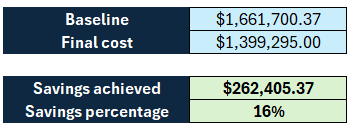 Baseline $1,661,700.37
Final cost $1,399,295.00
Savings achieved $262,405.37
Savings percentage 16%